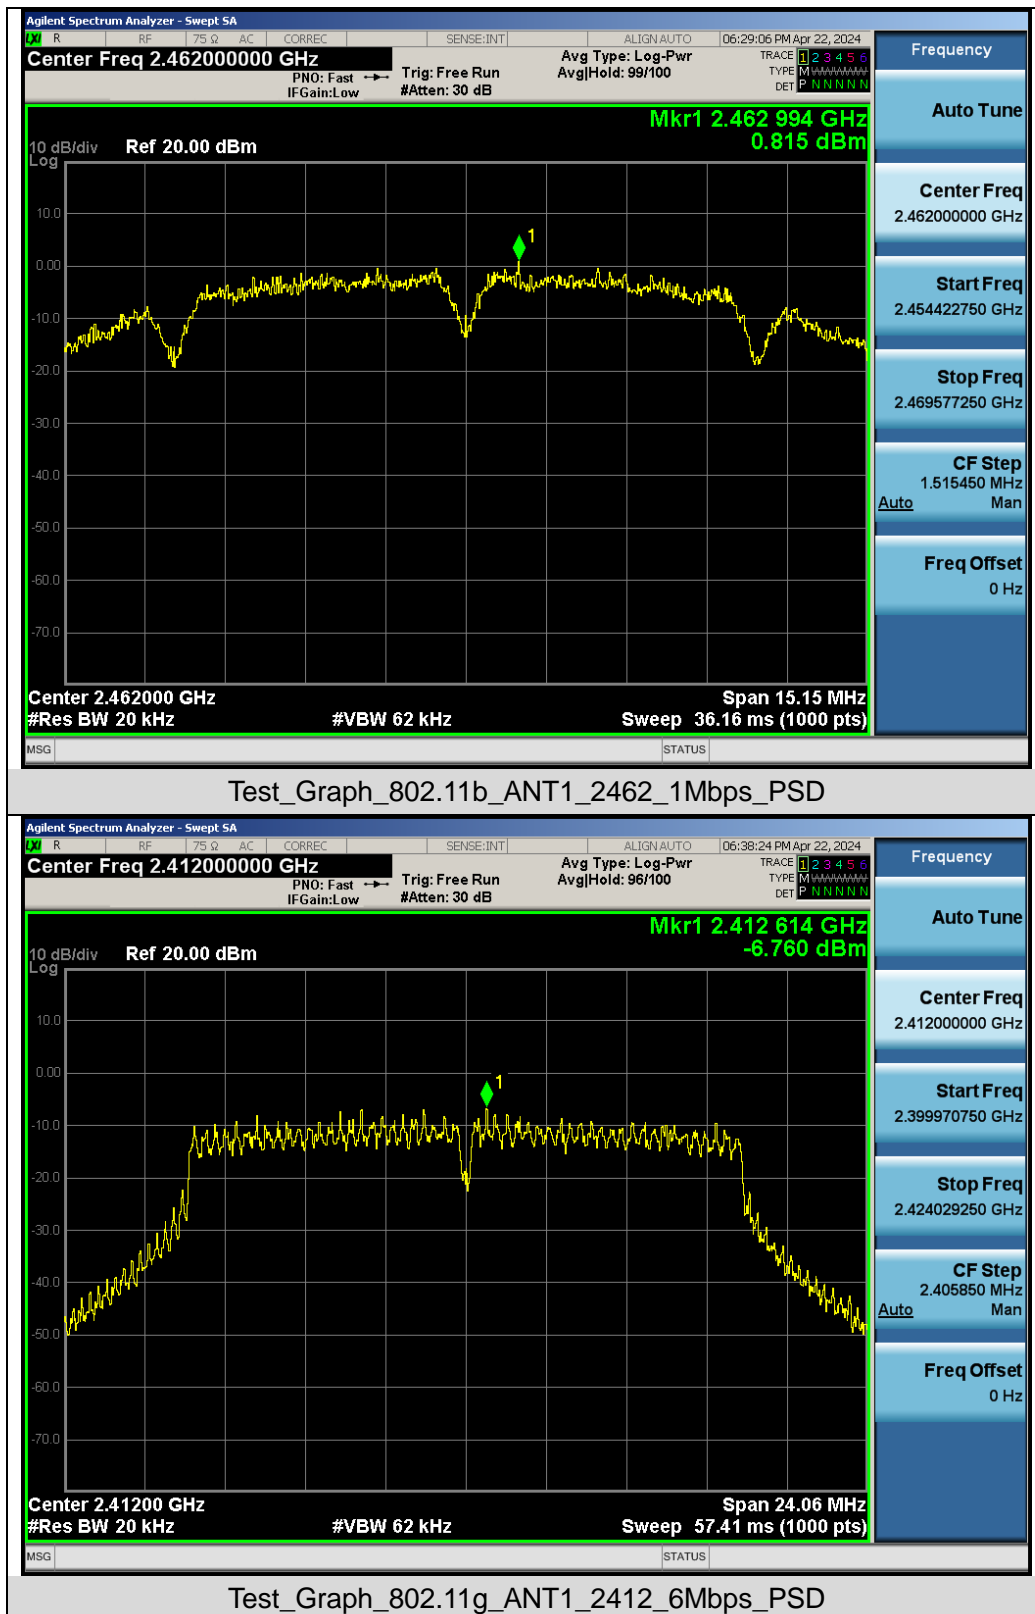 Agilent Spectrum Analyzer - Swept SA
LXI R RF 75 Ω AC CORREC SENSE:INT ALIGN AUTO 06:29:06 PM Apr 22, 2024
Center Freq 2.462000000 GHz
PNO: Fast
IFGain:Low
Trig: Free Run
#Atten: 30 dB
Avg Type: Log-Pwr
Avg|Hold: 99/100
TRACE 1 2 3 4 5 6
TYPE M WWWWW
DET P N N N N N
Mkr1 2.462 994 GHz
0.815 dBm
10 dB/div Ref 20.00 dBm
Log
10.0
0.00
-10.0
-20.0
-30.0
-40.0
-50.0
-60.0
-70.0
1
Center 2.462000 GHz Span 15.15 MHz
#Res BW 20 kHz #VBW 62 kHz Sweep 36.16 ms (1000 pts)
MSG STATUS
Frequency
Auto Tune
Center Freq
2.462000000 GHz
Start Freq
2.454422750 GHz
Stop Freq
2.469577250 GHz
CF Step
1.515450 MHz
Auto Man
Freq Offset
0 Hz
Test_Graph_802.11b_ANT1_2462_1Mbps_PSD
Agilent Spectrum Analyzer - Swept SA
LXI R RF 75 Ω AC CORREC SENSE:INT ALIGN AUTO 06:38:24 PM Apr 22, 2024
Center Freq 2.412000000 GHz
PNO: Fast
IFGain:Low
Trig: Free Run
#Atten: 30 dB
Avg Type: Log-Pwr
Avg|Hold: 96/100
TRACE 1 2 3 4 5 6
TYPE M WWWWW
DET P N N N N N
Mkr1 2.412 614 GHz
-6.760 dBm
10 dB/div Ref 20.00 dBm
Log
10.0
0.00
-10.0
-20.0
-30.0
-40.0
-50.0
-60.0
-70.0
1
Center 2.41200 GHz Span 24.06 MHz
#Res BW 20 kHz #VBW 62 kHz Sweep 57.41 ms (1000 pts)
MSG STATUS
Frequency
Auto Tune
Center Freq
2.412000000 GHz
Start Freq
2.399970750 GHz
Stop Freq
2.424029250 GHz
CF Step
2.405850 MHz
Auto Man
Freq Offset
0 Hz
Test_Graph_802.11g_ANT1_2412_6Mbps_PSD